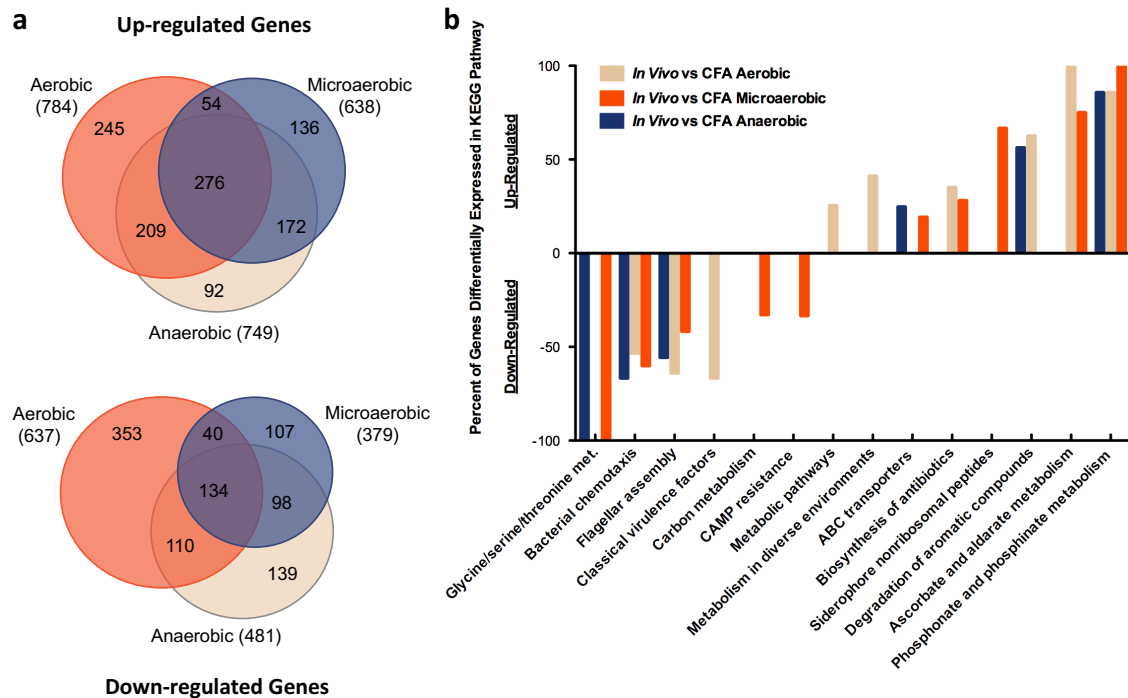 a
Up-regulated Genes
Aerobic
(784)
Microaerobic
(638)
54
245
136
276
209
172
92
Anaerobic (749)
Aerobic
(637)
Microaerobic
(379)
353
40
107
134
98
110
139
Anaerobic (481)
Down-regulated Genes
b
Percent of Genes Differentially Expressed in KEGG Pathway
Up-Regulated
Down-Regulated
100
50
0
-50
-100
In Vivo vs CFA Aerobic
In Vivo vs CFA Microaerobic
In Vivo vs CFA Anaerobic
Glycine/serine/threonine met.
Bacterial chemotaxis
Flagellar assembly
Classical virulence factors
Carbon metabolism
CAMP resistance
Metabolic pathways
Metabolism in diverse environments
ABC transporters
Biosynthesis of antibiotics
Siderophore nonribosomal peptides
Degradation of aromatic compounds
Ascorbate and aldarate metabolism
Phosphonate and phosphinate metabolism